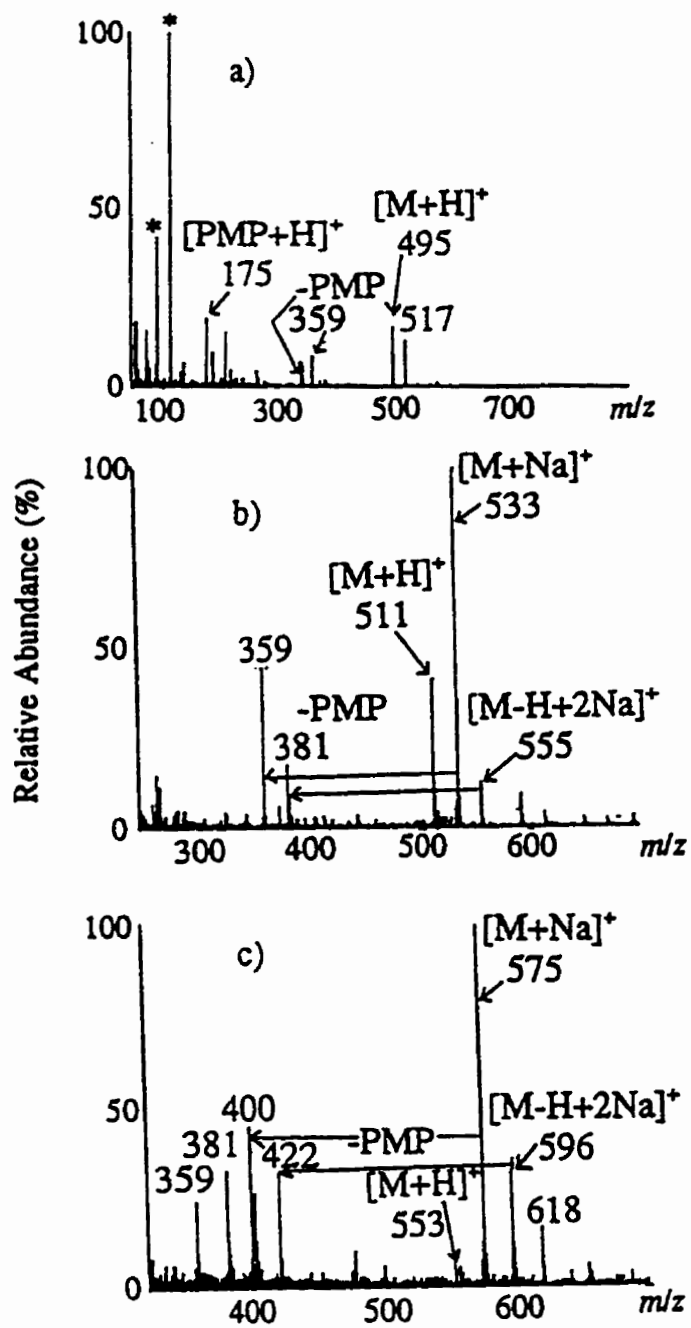 Relative Abundance (%)
100
50
0
*
*
a)
[PMP+H]⁺
175
-PMP
359
[M+H]⁺
495
517
100 300 500 700 m/z
100
50
0
b)
[M+Na]⁺
533
[M+H]⁺
511
359
-PMP
381
[M-H+2Na]⁺
555
300 400 500 600 m/z
100
50
0
c)
[M+Na]⁺
575
400
381
359
422
-PMP
[M-H+2Na]⁺
596
[M+H]⁺
553
618
400 500 600 m/z